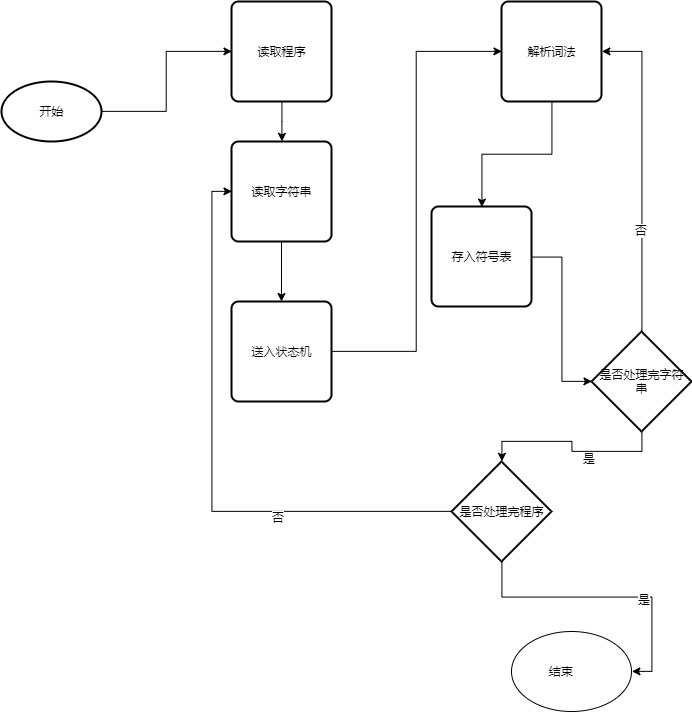 读取程序
解析词法
开始
读取字符串
否
存入符号表
送入状态机
是否处理完字符
串
是
是否处理完程序
否
是
结束